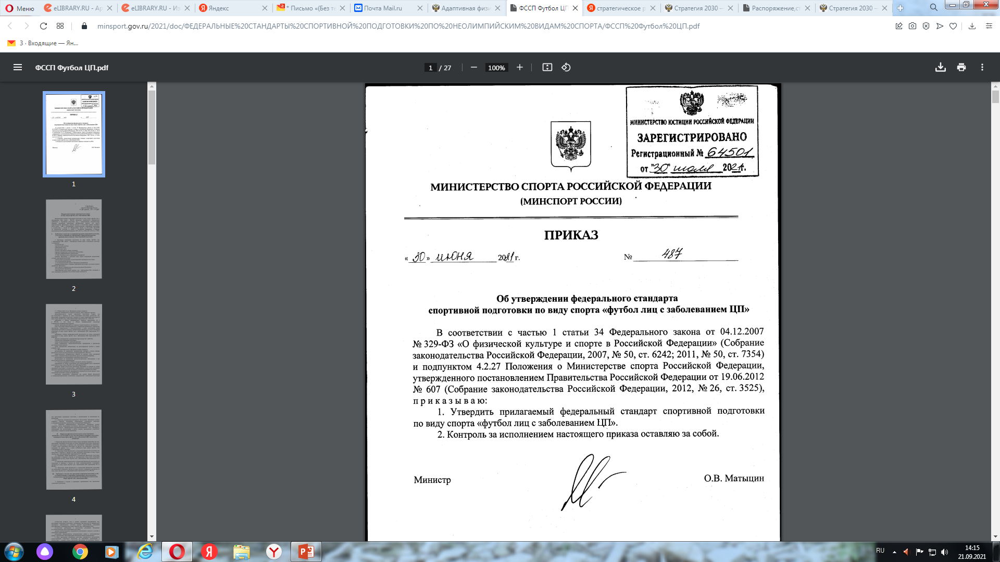 Меню
eLIBRARY.RU - Ар
eLIBRARY.RU - Из
Яндекс
* Письмо «(Без те
Почта Mail.ru
Адаптивная физи
ФССП Футбол ЦП
стратегическое р
Стратегия 2030 –
Распоряжение,ст
Стратегия 2030 –
minsport.gov.ru/2021/doc/ФЕДЕРАЛЬНЫЕ%20СТАНДАРТЫ%20СПОРТИВНОЙ%20ПОДГОТОВКИ%20ПО%20НЕОЛИМПИЙСКИМ%20ВИДАМ%20СПОРТА/ФССП%20Футбол%20ЦП.pdf
3 · Входящие — Ян...
ФССП Футбол ЦП.pdf
1 / 27
100%
1
2
3
4
МИНИСТЕРСТВО ЮСТИЦИИ РОССИЙСКОЙ ФЕДЕРАЦИИ
ЗАРЕГИСТРИРОВАНО
Регистрационный № 64501
от "30" июля 2021г.
МИНИСТЕРСТВО СПОРТА РОССИЙСКОЙ ФЕДЕРАЦИИ
(МИНСПОРТ РОССИИ)
ПРИКАЗ
«30» июня 2021 г.
№ 487
Об утверждении федерального стандарта
спортивной подготовки по виду спорта «футбол лиц с заболеванием ЦП»
В соответствии с частью 1 статьи 34 Федерального закона от 04.12.2007
№ 329-ФЗ «О физической культуре и спорте в Российской Федерации» (Собрание
законодательства Российской Федерации, 2007, № 50, ст. 6242; 2011, № 50, ст. 7354)
и подпунктом 4.2.27 Положения о Министерстве спорта Российской Федерации,
утвержденного постановлением Правительства Российской Федерации от 19.06.2012
№ 607 (Собрание законодательства Российской Федерации, 2012, № 26, ст. 3525),
п р и к а з ы в а ю:
1. Утвердить прилагаемый федеральный стандарт спортивной подготовки
по виду спорта «футбол лиц с заболеванием ЦП».
2. Контроль за исполнением настоящего приказа оставляю за собой.
Министр
О.В. Матыцин
RU
14:15
21.09.2021